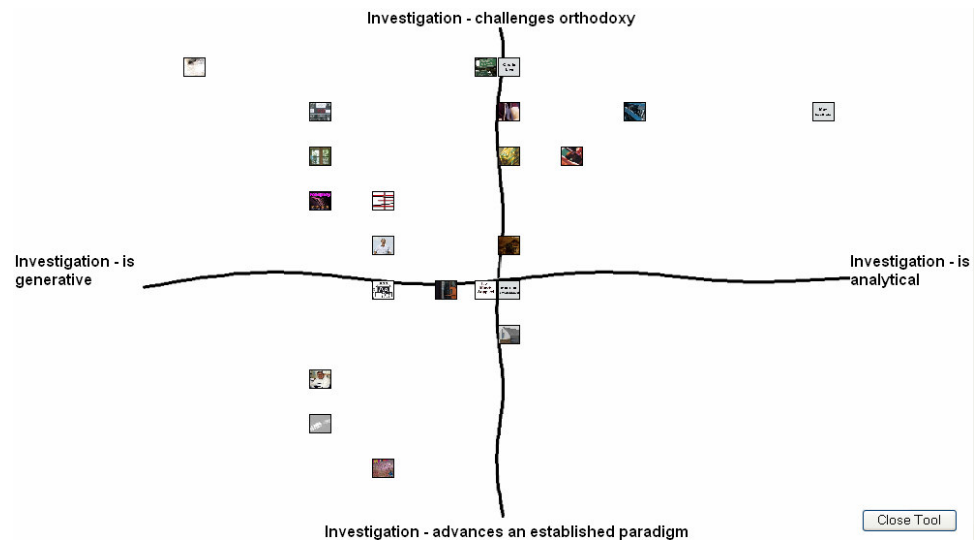 Investigation - challenges orthodoxy
Investigation - is
generative
Investigation - is
analytical
Investigation - advances an established paradigm
Close Tool